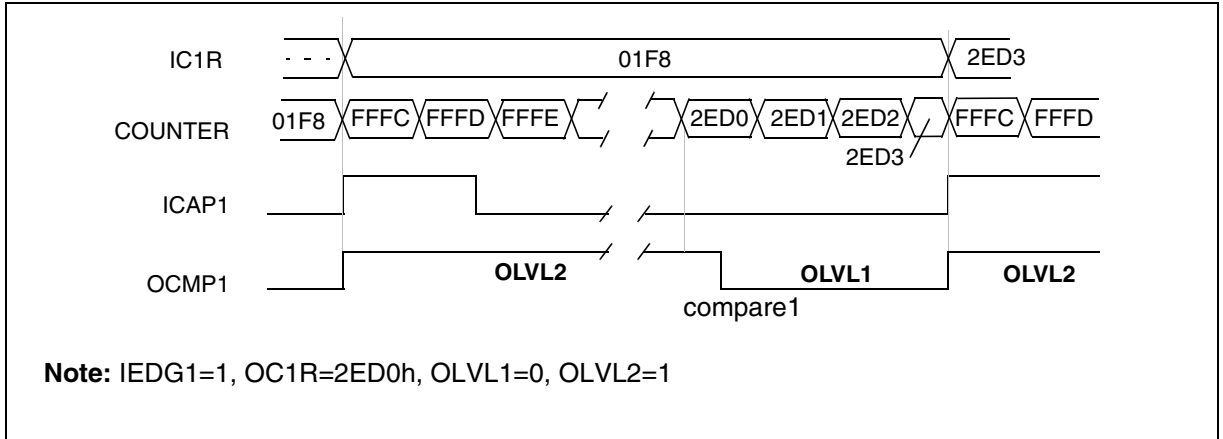 IC1R - - - 01F8 2ED3
COUNTER 01F8 FFFC FFFD FFFE 2ED0 2ED1 2ED2 FFFC FFFD
2ED3
ICAP1
OCMP1 OLVL2 OLVL1 OLVL2
compare1
Note: IEDG1=1, OC1R=2ED0h, OLVL1=0, OLVL2=1